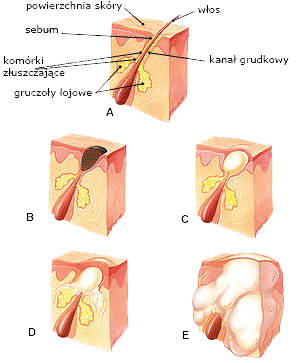 powierzchnia skóry
włos
sebum
komórki
złuszczające
kanał grudkowy
gruczoły łojowe
A
B
C
D
E